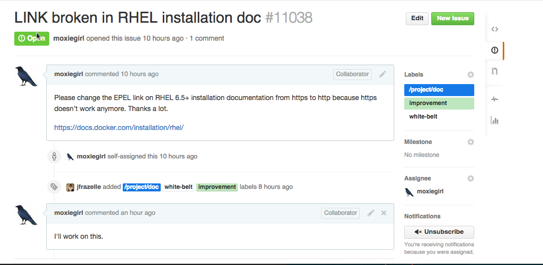 LINK broken in RHEL installation doc #11038
Edit
New Issue
Open
moxiegirl opened this issue 10 hours ago · 1 comment
moxiegirl commented 10 hours ago
Collaborator
Please change the EPEL link on RHEL 6.5+ installation documentation from https to http because https
doesn't work anymore. Thanks a lot.
https://docs.docker.com/installation/rhel/
moxiegirl self-assigned this 10 hours ago
jfrazelle added /project/doc white-belt improvement labels 8 hours ago
moxiegirl commented an hour ago
Collaborator
I'll work on this.
Labels
/project/doc
improvement
white-belt
Milestone
No milestone
Assignee
moxiegirl
Notifications
Unsubscribe
You're receiving notifications
because you were assigned.